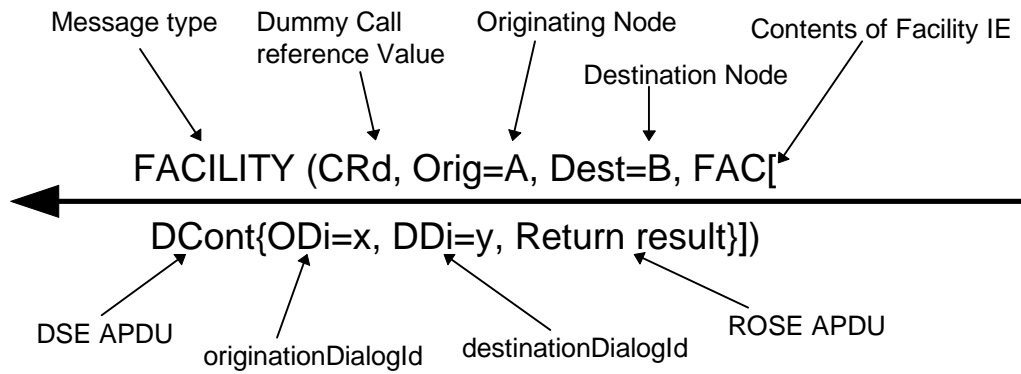 Message type
Dummy Call
reference Value
Originating Node
Contents of Facility IE
Destination Node
FACILITY (CRd, Orig=A, Dest=B, FAC[
DCont{ODi=x, DDi=y, Return result}])
DSE APDU
originationDialogId
destinationDialogId
ROSE APDU